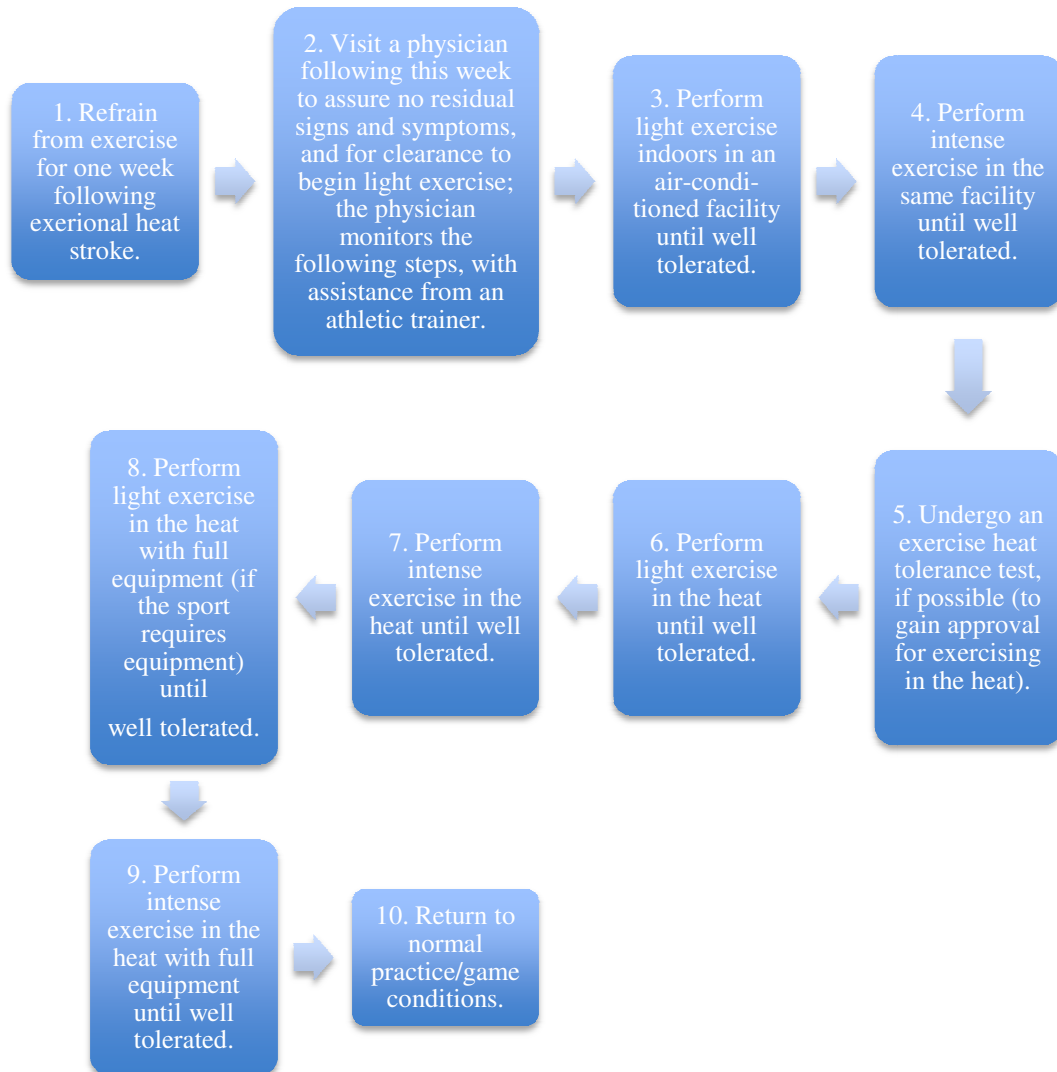 1. Refrain
from exercise
for one week
following
exerional heat
stroke.
2. Visit a physician
following this week
to assure no residual
signs and symptoms,
and for clearance to
begin light exercise;
the physician
monitors the
following steps, with
assistance from an
athletic trainer.
3. Perform
light exercise
indoors in an
air-condi-
tioned facility
until well
tolerated.
4. Perform
intense
exercise in the
same facility
until well
tolerated.
5. Undergo an
exercise heat
tolerance test,
if possible (to
gain approval
for exercising
in the heat).
6. Perform
light exercise
in the heat
until well
tolerated.
7. Perform
intense
exercise in the
heat until well
tolerated.
8. Perform
light exercise
in the heat
with full
equipment (if
the sport
requires
equipment)
until
well tolerated.
9. Perform
intense
exercise in the
heat with full
equipment
until well
tolerated.
10. Return to
normal
practice/game
conditions.